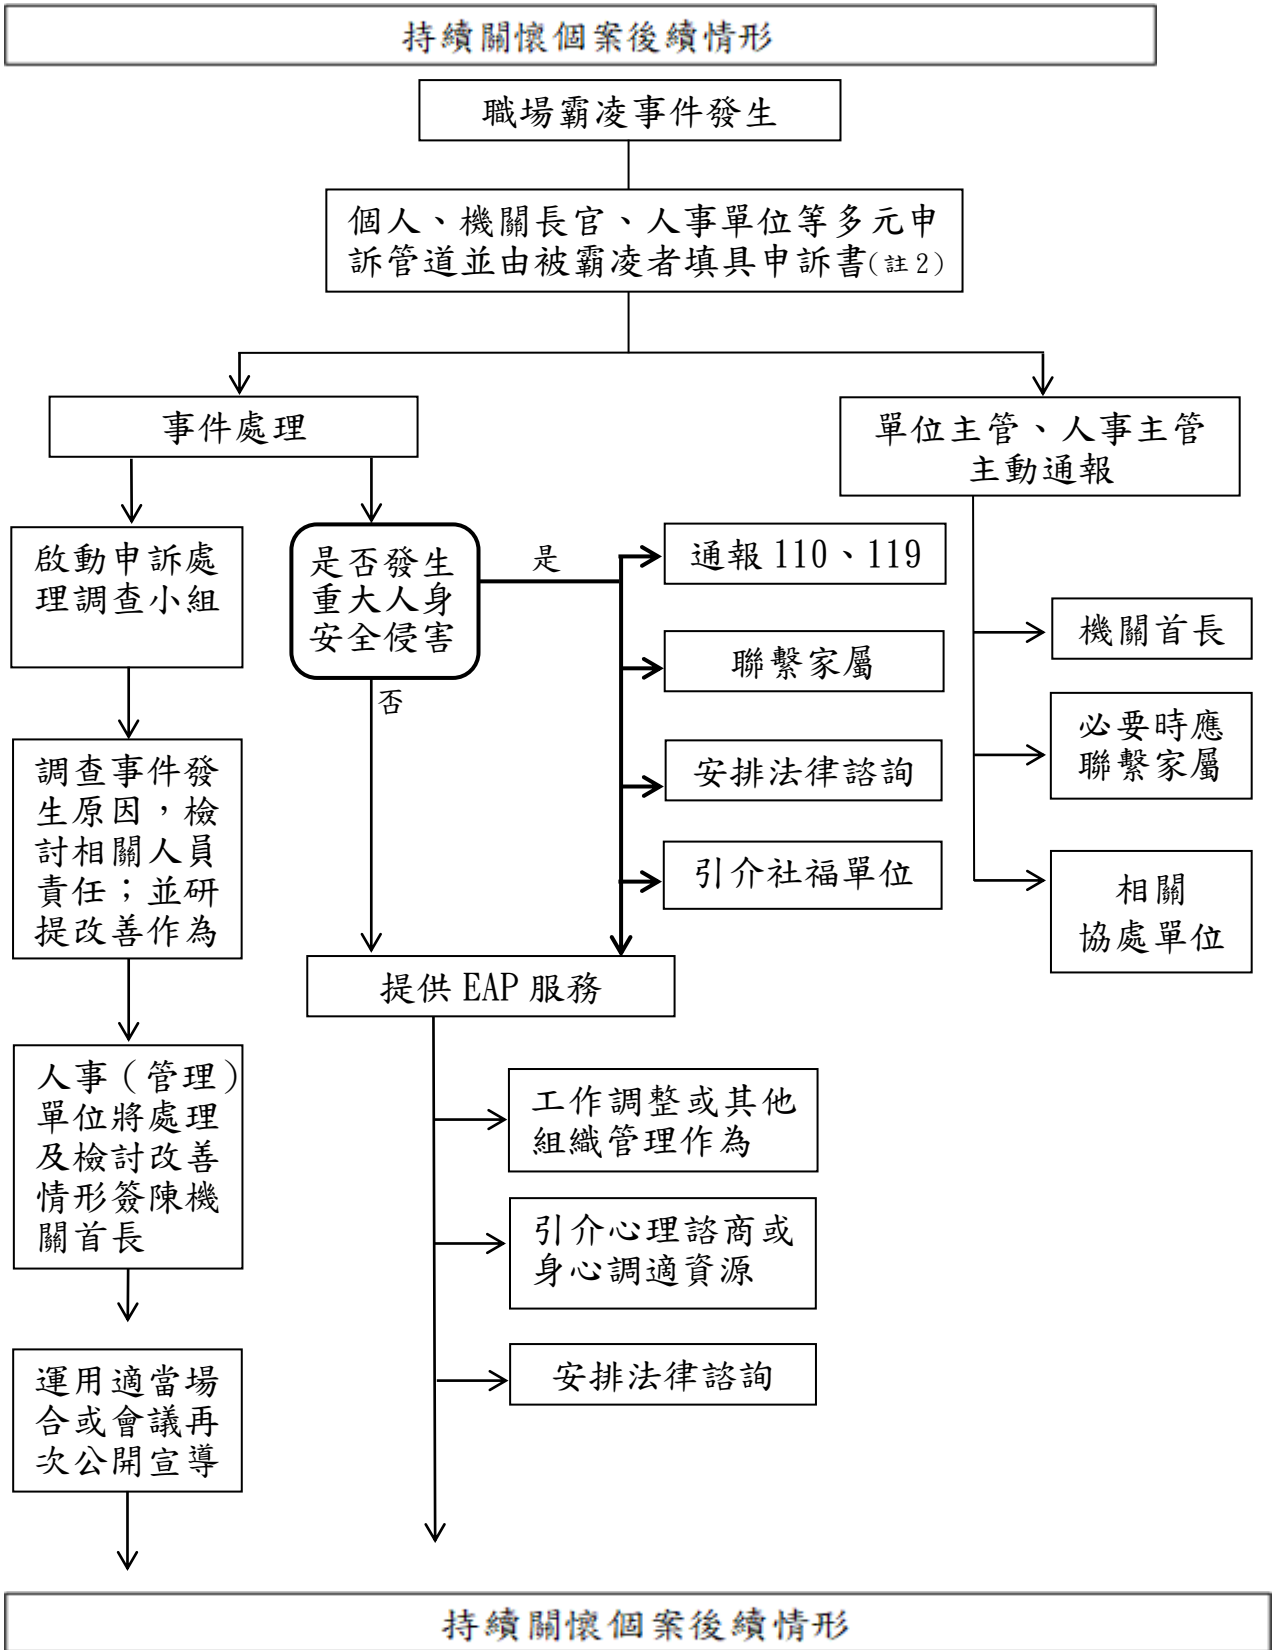 持續關懷個案後續情形
職場霸凌事件發生
個人、機關長官、人事單位等多元申
訴管道並由被霸凌者填具申訴書(註2)
事件處理
單位主管、人事主管
主動通報
啟動申訴處
理調查小組
是否發生
重大人身
安全侵害
是
否
通報110、119
聯繫家屬
安排法律諮詢
引介社福單位
機關首長
必要時應
聯繫家屬
相關
協處單位
調查事件發
生原因，檢
討相關人員
責任；並研
提改善作為
提供EAP服務
人事（管理）
單位將處理
及檢討改善
情形簽陳機
關首長
工作調整或其他
組織管理作為
引介心理諮商或
身心調適資源
安排法律諮詢
運用適當場
合或會議再
次公開宣導
持續關懷個案後續情形